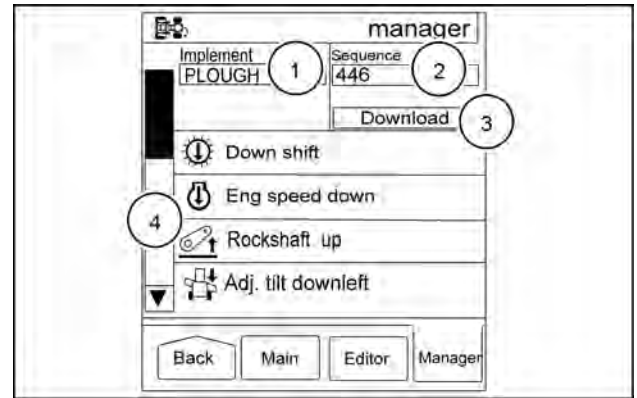 manager
Implement
PLOUGH
1
Sequence
446
2
Download
3
Down shift
Eng speed down
4
Rockshaft up
Adj. tilt downleft
Back
Main
Editor
Manager